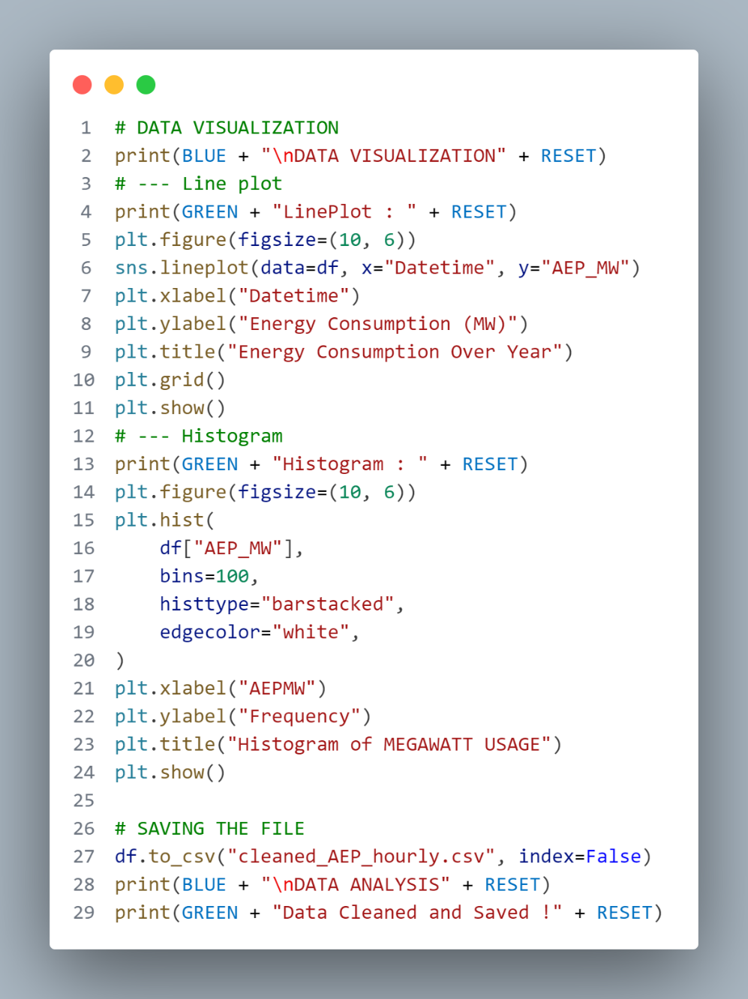 1 # DATA VISUALIZATION
2 print(BLUE + "\nDATA VISUALIZATION" + RESET)
3 # --- Line plot
4 print(GREEN + "LinePlot : " + RESET)
5 plt.figure(figsize=(10, 6))
6 sns.lineplot(data=df, x="Datetime", y="AEP_MW")
7 plt.xlabel("Datetime")
8 plt.ylabel("Energy Consumption (MW)")
9 plt.title("Energy Consumption Over Year")
10 plt.grid()
11 plt.show()
12 # --- Histogram
13 print(GREEN + "Histogram : " + RESET)
14 plt.figure(figsize=(10, 6))
15 plt.hist(
16     df["AEP_MW"],
17     bins=100,
18     histtype="barstacked",
19     edgecolor="white",
20 )
21 plt.xlabel("AEPMW")
22 plt.ylabel("Frequency")
23 plt.title("Histogram of MEGAWATT USAGE")
24 plt.show()
25
26 # SAVING THE FILE
27 df.to_csv("cleaned_AEP_hourly.csv", index=False)
28 print(BLUE + "\nDATA ANALYSIS" + RESET)
29 print(GREEN + "Data Cleaned and Saved !" + RESET)